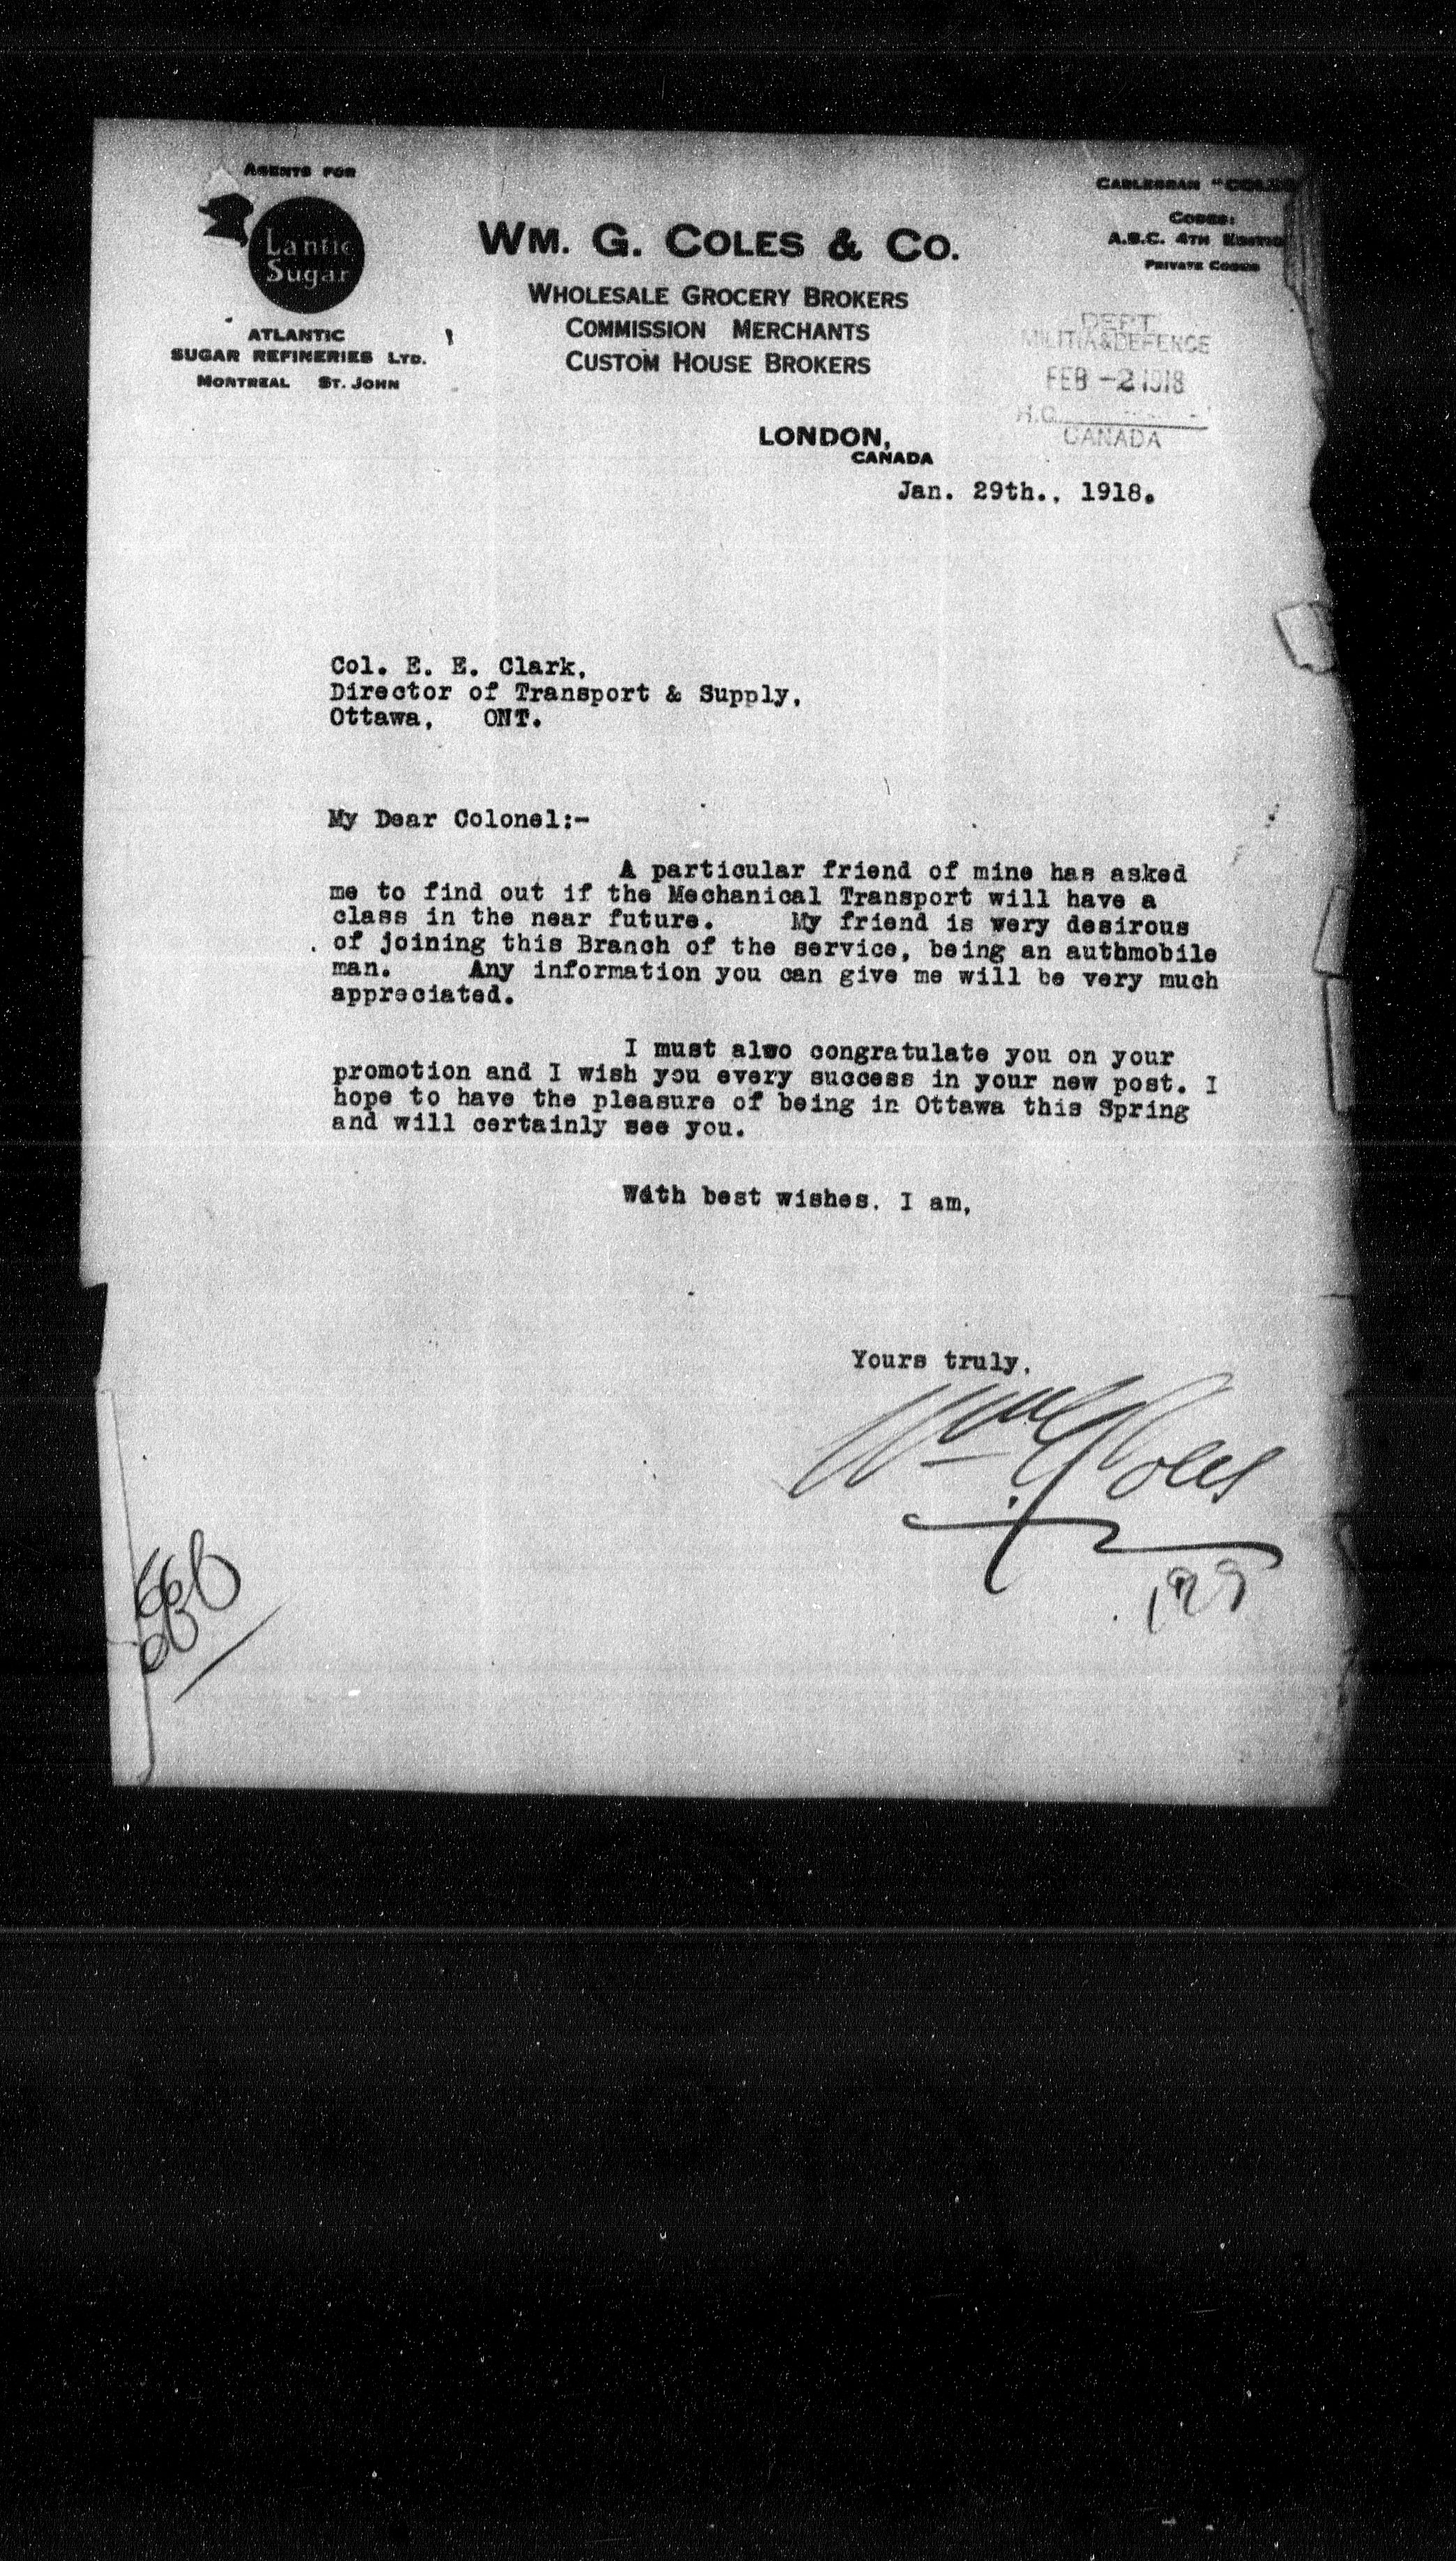 AGENTS FOR
Lantic
Sugar
ATLANTIC
SUGAR REFINERIES LTD.
MONTREAL ST. JOHN
WM. G. COLES & CO.
WHOLESALE GROCERY BROKERS
COMMISSION MERCHANTS
CUSTOM HOUSE BROKERS
CABLEGRAM "COLES
CODES:
A.B.C. 4TH EDITIO
PRIVATE CODES
DEPT
MILITIA & DEFENCE
FEB -2 1918
H.Q.
CANADA
LONDON,
CANADA
Jan. 29th., 1918.
Col. E. E. Clark,
Director of Transport & Supply,
Ottawa, ONT.
My Dear Colonel:-
A particular friend of mine has asked
me to find out if the Mechanical Transport will have a
class in the near future. My friend is very desirous
of joining this Branch of the service, being an authmobile
man. Any information you can give me will be very much
appreciated.
I must also congratulate you on your
promotion and I wish you every success in your new post. I
hope to have the pleasure of being in Ottawa this Spring
and will certainly see you.
With best wishes. I am,
Yours truly,
Wm G Coles